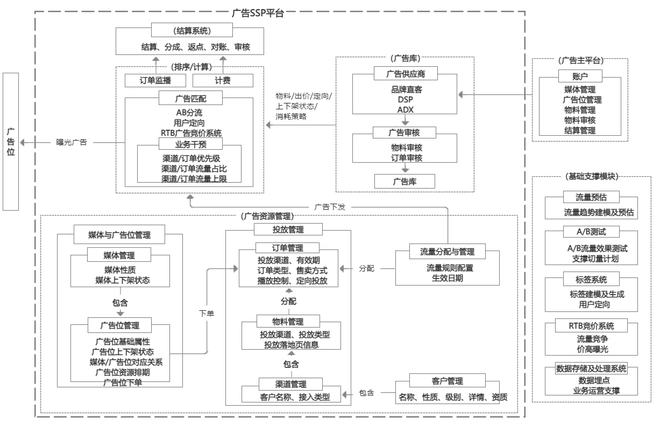 广告SSP平台
（结算系统）
结算、分成、返点、对账、审核
（排序/计算）
订单监播
计费
广告匹配
AB分流
用户定向
RTB广告竞价系统
业务干预
渠道/订单优先级
渠道/订单流量占比
渠道/订单流量上限
广告位
曝光广告
物料/出价/定向/
上下架状态/
消耗策略
（广告库）
广告供应商
品牌直客
DSP
ADX
广告审核
物料审核
订单审核
广告库
（广告主平台）
账户
媒体管理
广告位管理
物料管理
物料审核
结算管理
广告下发
（广告资源管理）
媒体与广告位管理
媒体管理
媒体性质
媒体上下架状态
包含
广告位管理
广告位基础属性
广告位上下架状态
媒体/广告位对应关系
广告位资源排期
广告位下单
下单
投放管理
订单管理
投放渠道、有效期
订单类型、售卖方式
播放控制、定向投放
分配
物料管理
投放渠道、投放类型
投放落地页信息
包含
渠道管理
客户名称、接入类型
分配
流量分配与管理
流量规则配置
生效日期
包含
客户管理
名称、性质、级别、详情、资质
（基础支撑模块）
流量预估
流量趋势建模及预估
A/B测试
A/B流量效果测试
支撑切量计划
标签系统
标签建模及生成
用户定向
RTB竞价系统
流量竞争
价高曝光
数据存储及处理系统
数据埋点
业务运营支撑